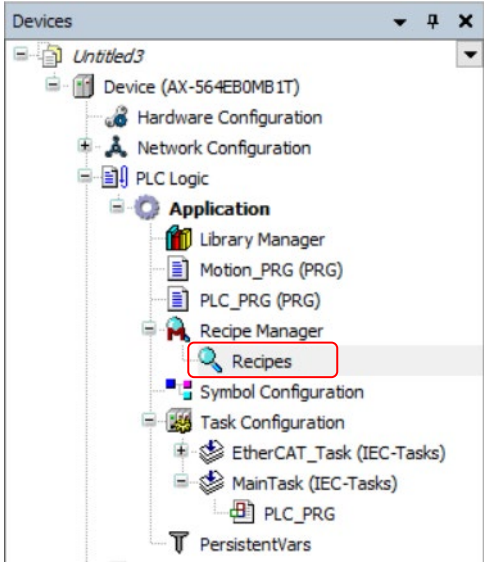 Devices
Untitled3
Device (AX-564EB0MB1T)
Hardware Configuration
Network Configuration
PLC Logic
Application
Library Manager
Motion_PRG (PRG)
PLC_PRG (PRG)
Recipe Manager
Recipes
Symbol Configuration
Task Configuration
EtherCAT_Task (IEC-Tasks)
MainTask (IEC-Tasks)
PLC_PRG
PersistentVars